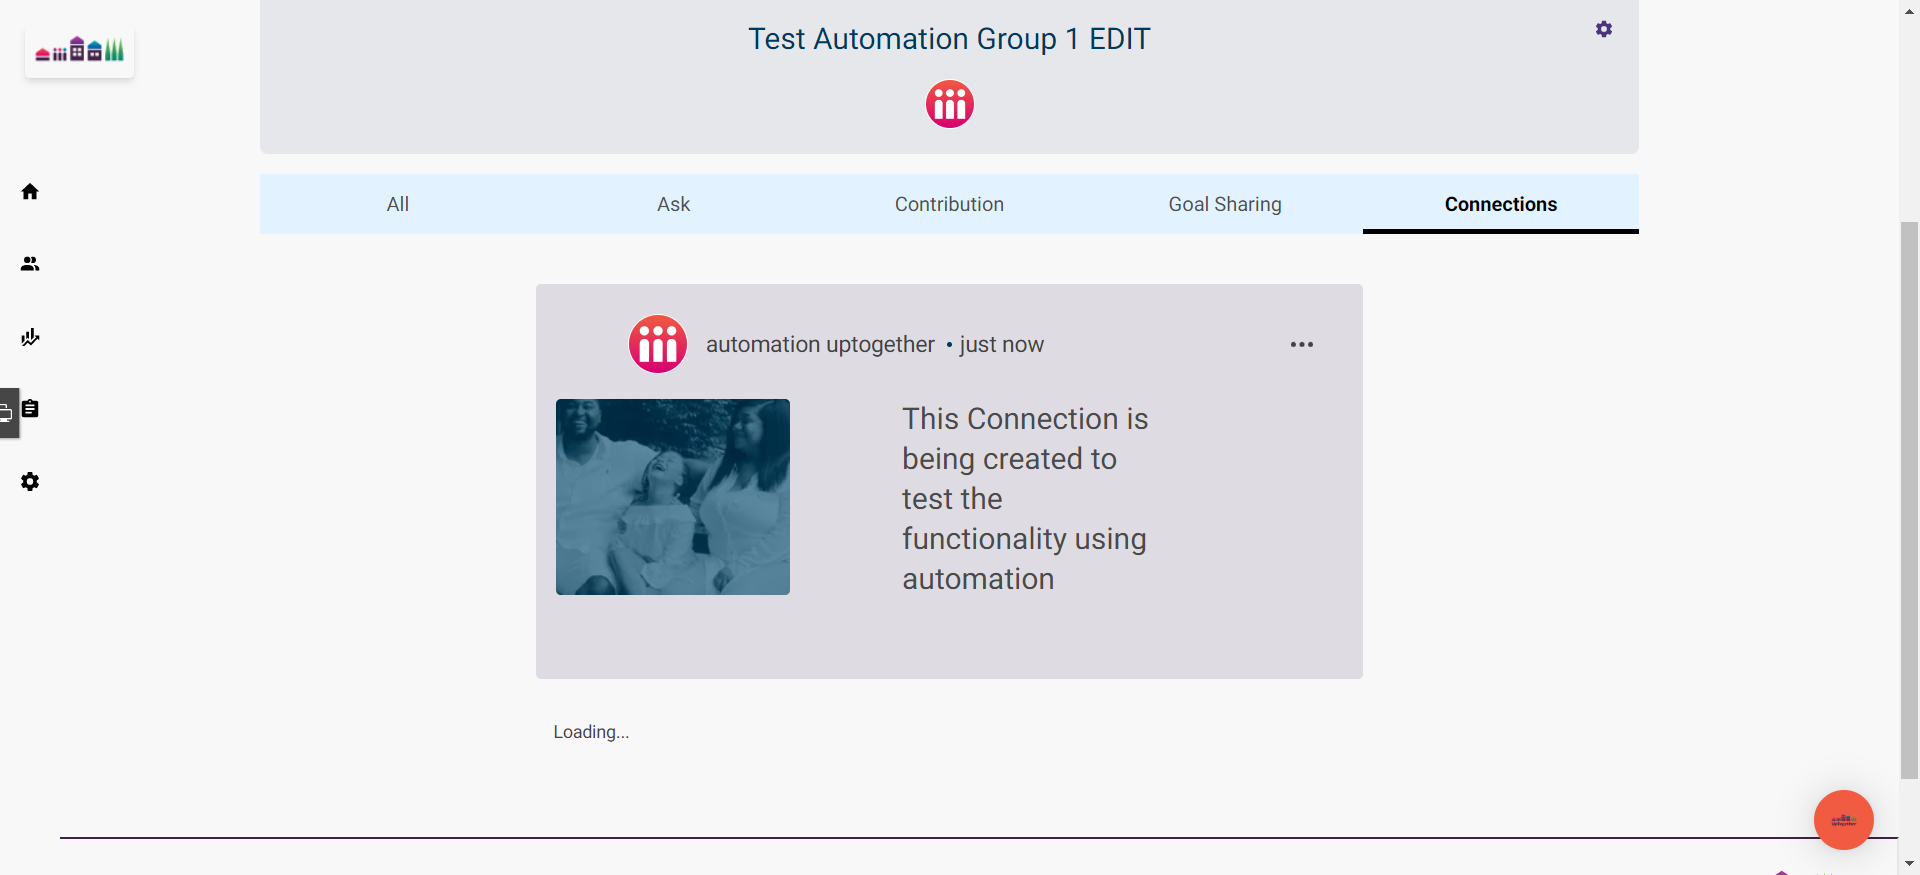 Test Automation Group 1 EDIT
All
Ask
Contribution
Goal Sharing
Connections
automation uptogether • just now
This Connection is
being created to
test the
functionality using
automation
Loading...